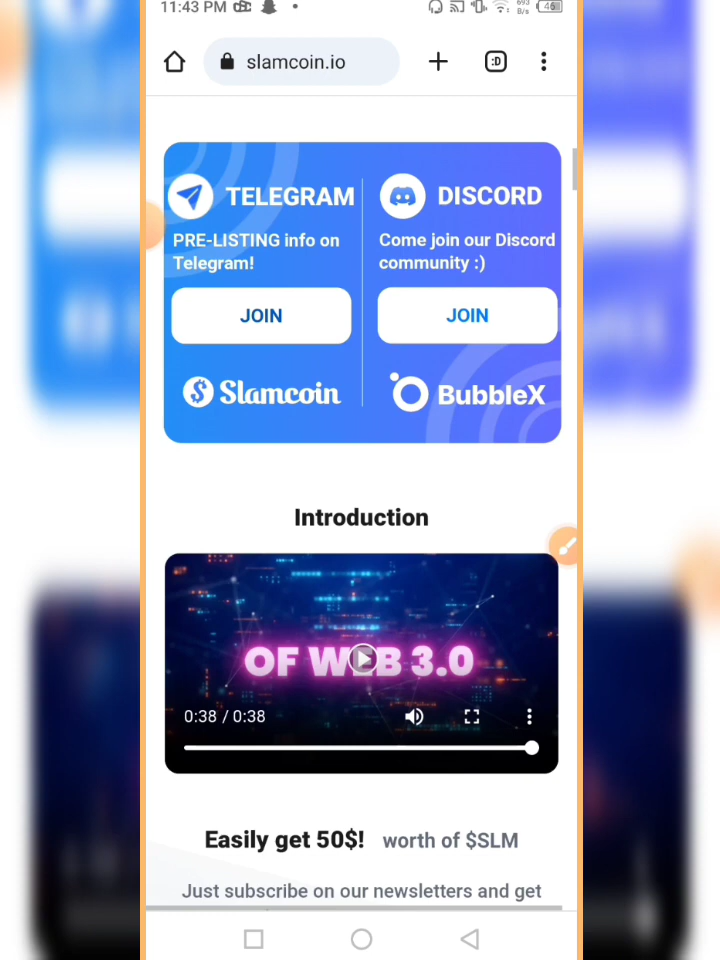 11:43 PM
693
B/s
46
slamcoin.io
:D
TELEGRAM
PRE-LISTING info on
Telegram!
JOIN
Slamcoin
DISCORD
Come join our Discord
community :)
JOIN
BubbleX
Introduction
OF WEB 3.0
0:38 / 0:38
Easily get 50$! worth of $SLM
Just subscribe on our newsletters and get